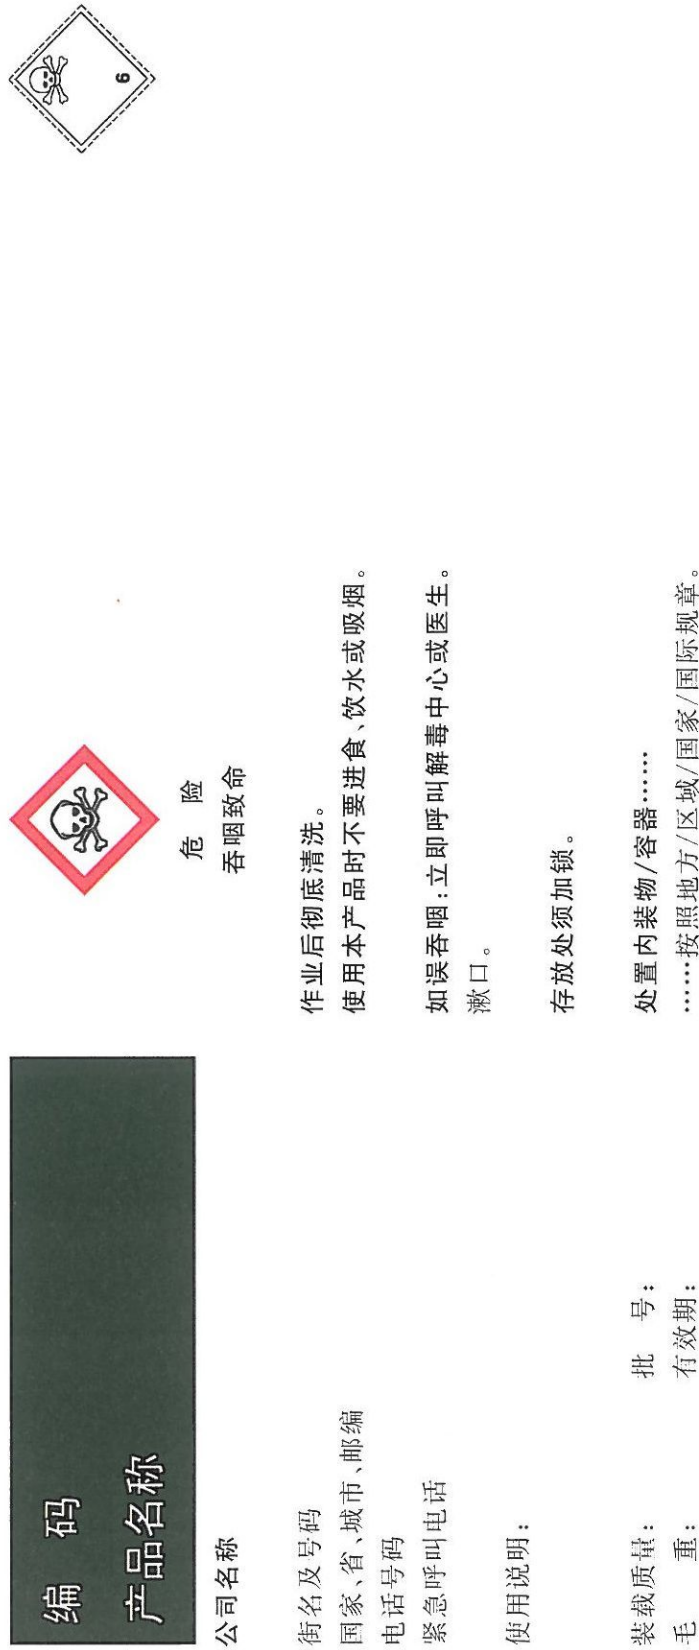 编 码
产品名称
公司名称
街名及号码
国家、省、城市、邮编
电话号码
紧急呼叫电话
使用说明:
装载质量: 批 号:
毛 重: 有效期:
危 险
吞咽致命
作业后彻底清洗。
使用本产品时不要进食、饮水或吸烟。
如误吞咽:立即呼叫解毒中心或医生。
漱口。
存放处须加锁。
处置内装物/容器……
……按照地方/区域/国家/国际规章。
6